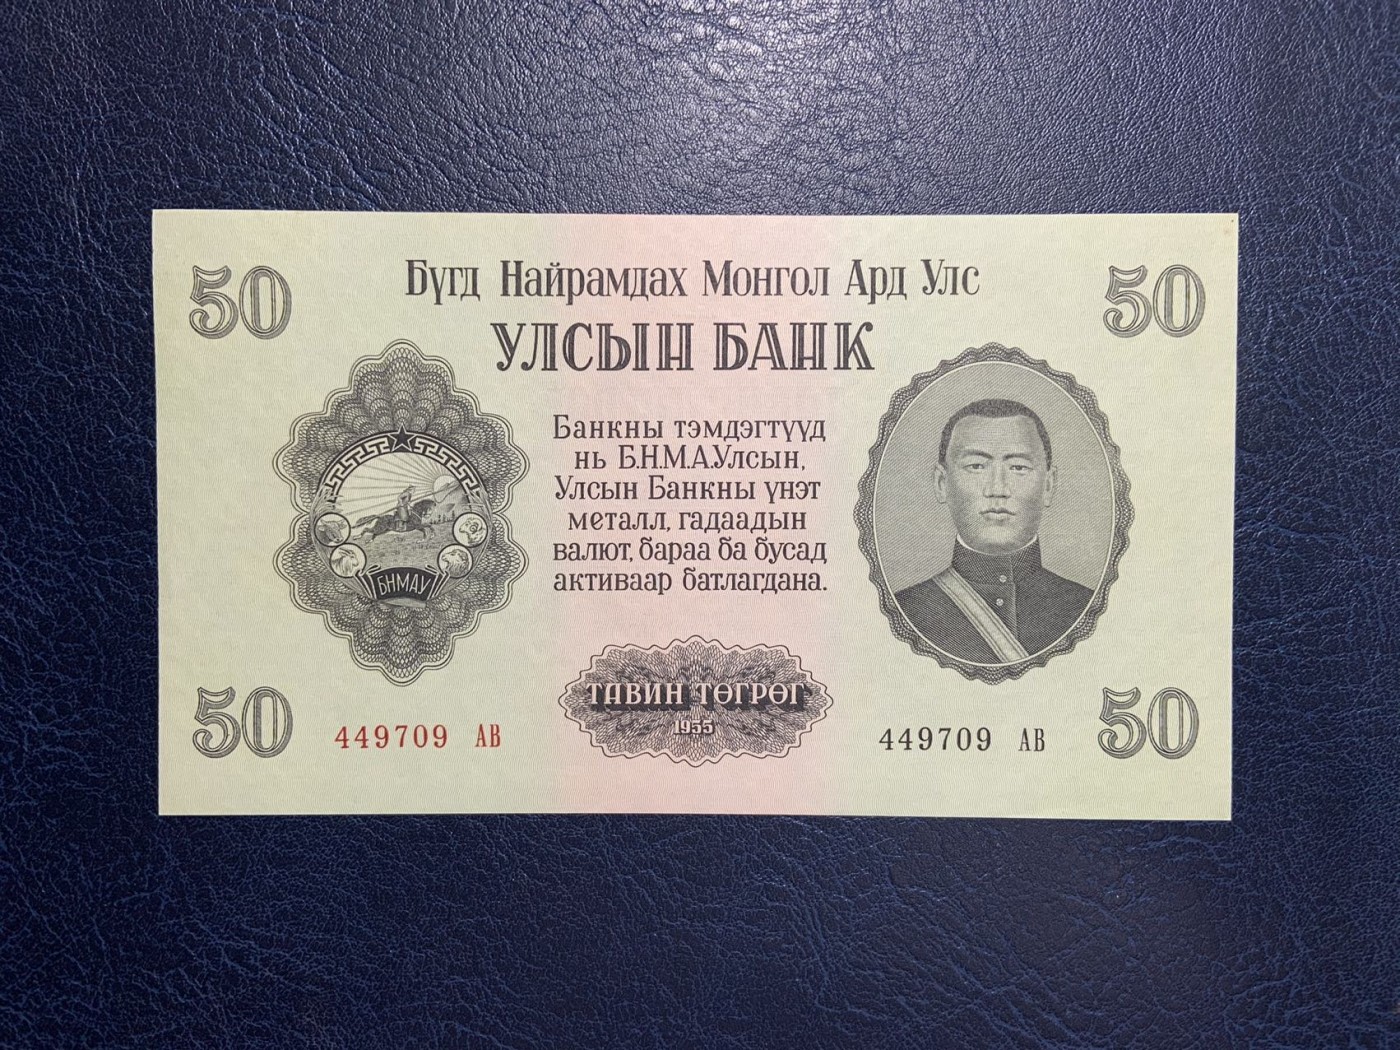 50
Бүгд Найрамдах Монгол Ард Улс
50
УЛСЫН БАНК
Банкны тэмдэгтүүд
нь Б.Н.М.А.Улсын,
Улсын Банкны үнэт
металл, гадаадын
валют, бараа ба бусад
активаар батлагдана.
БНМАУ
ТАВИН ТӨГРӨГ
1955
50
449709 АВ
449709 АВ
50